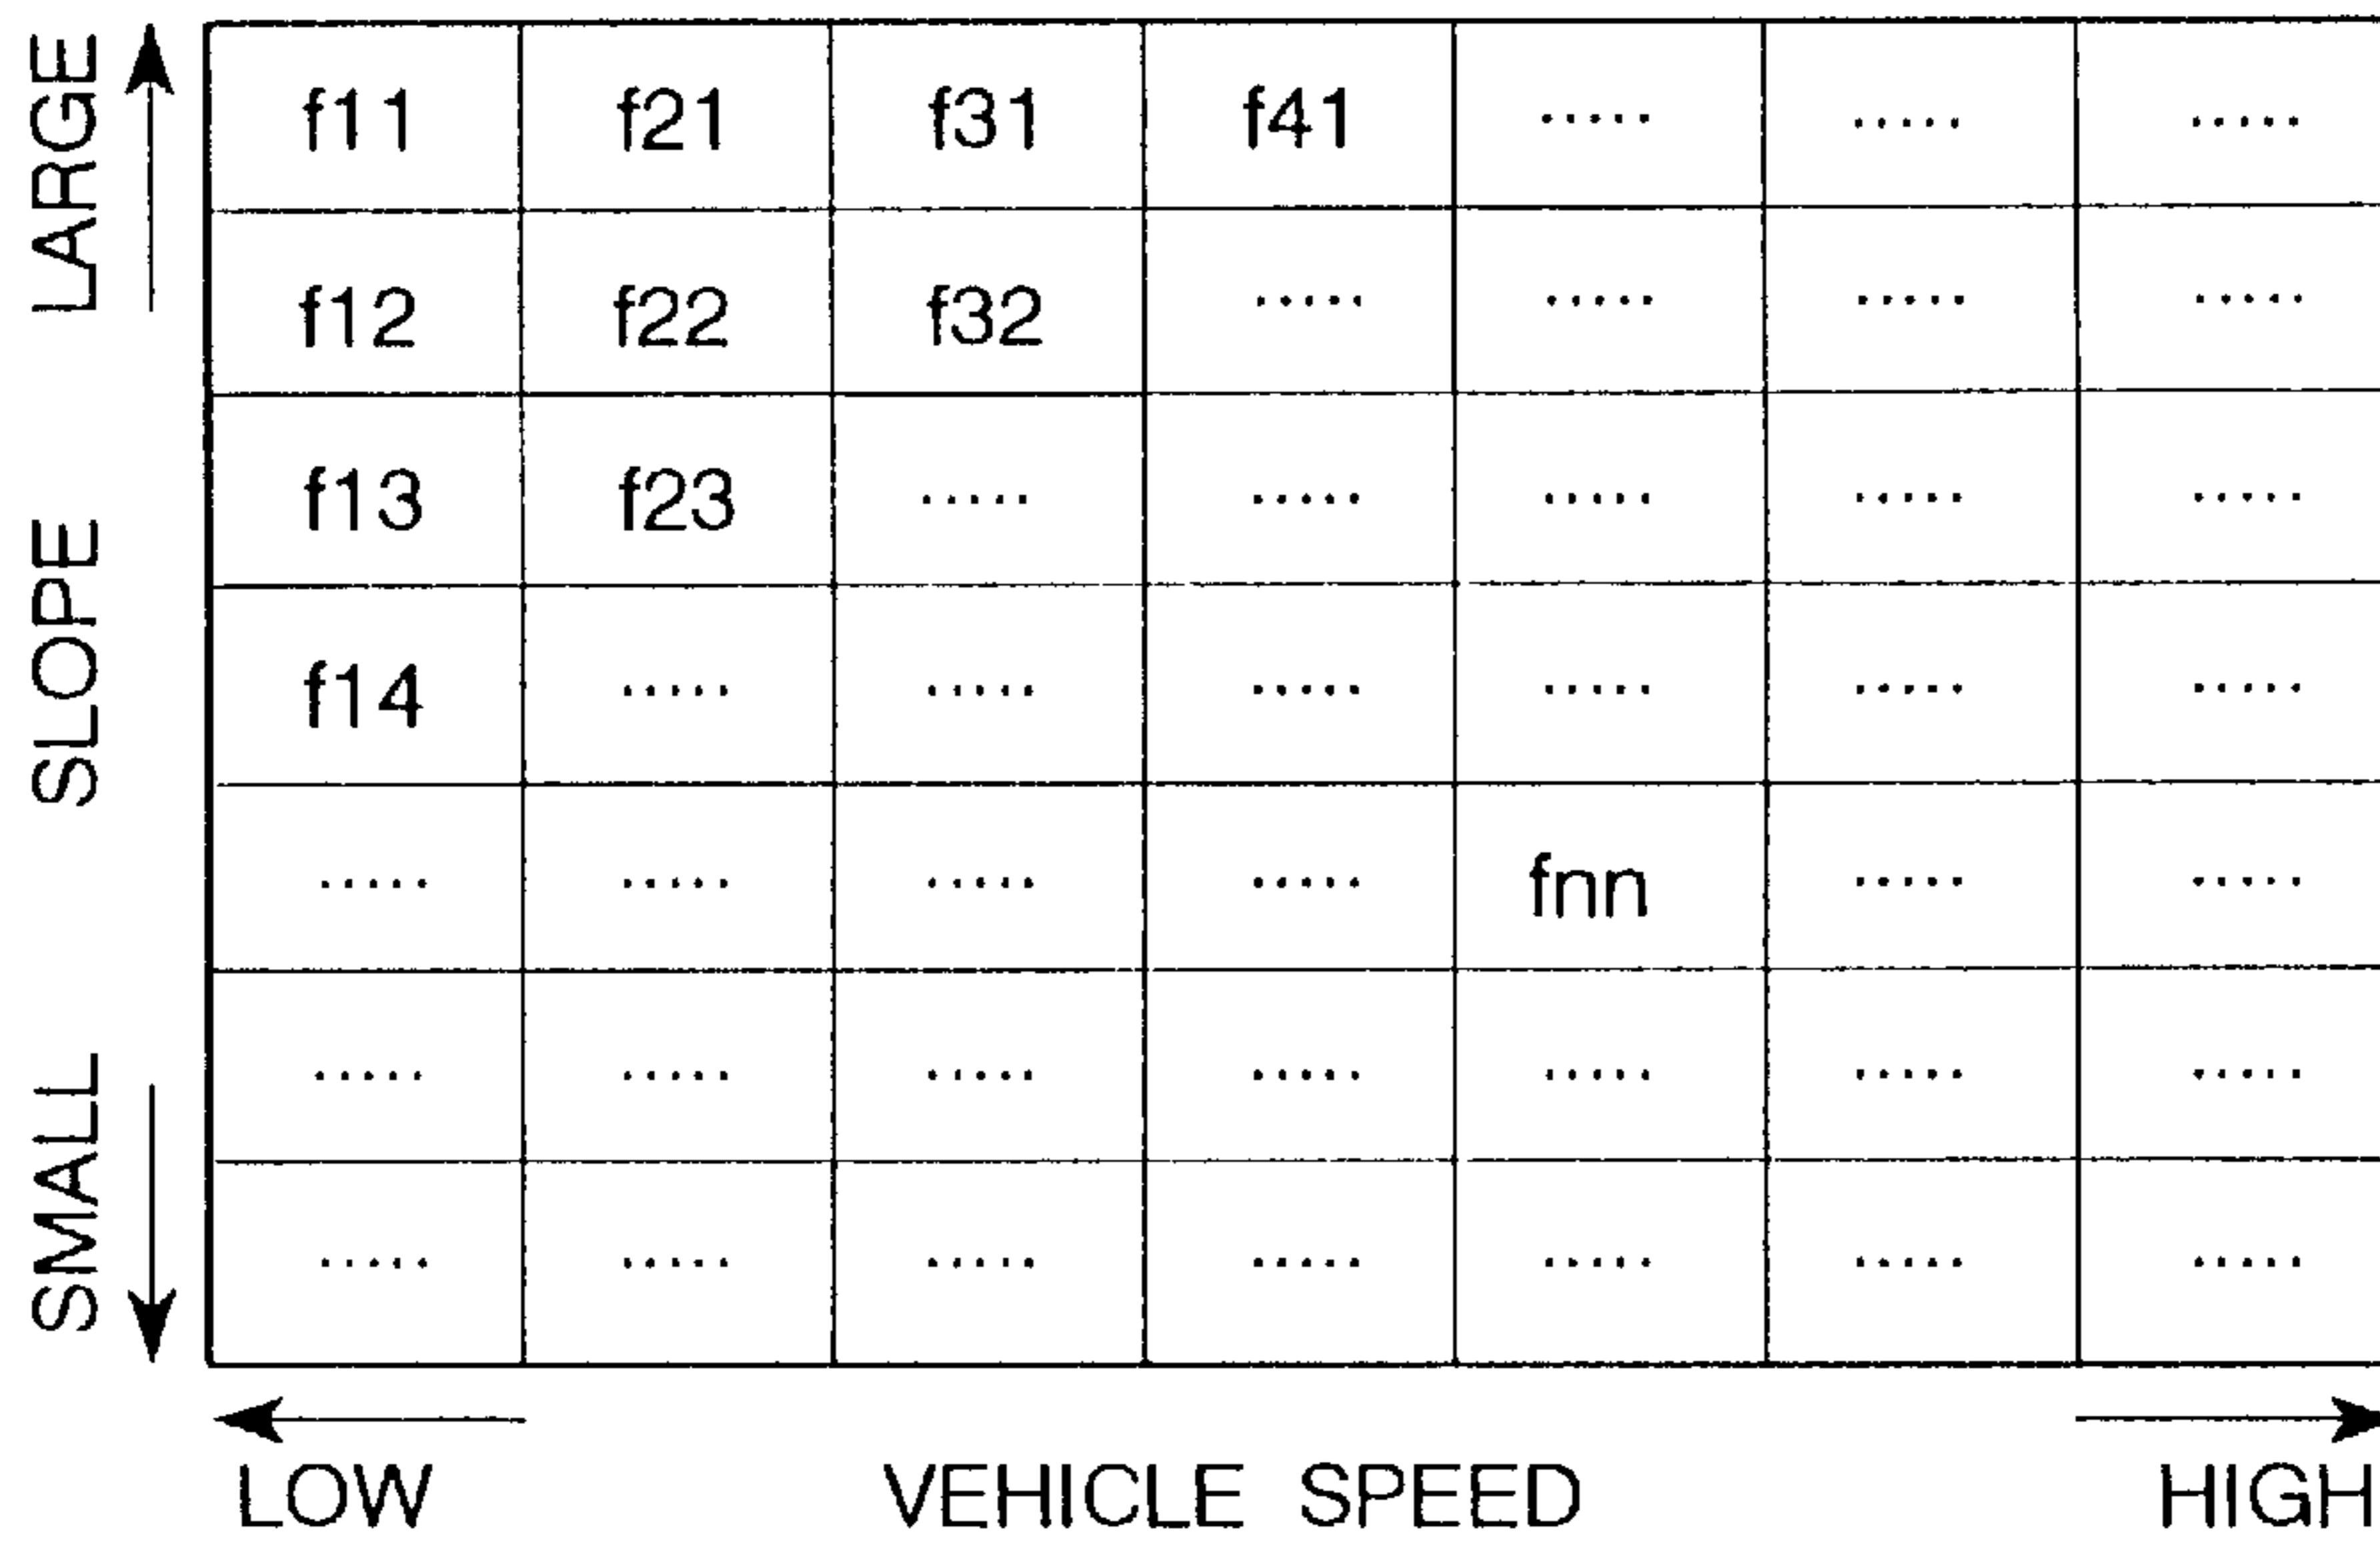 LARGE
SLOPE
SMALL
f11 f21 f31 f41 ..... ..... .....
f12 f22 f32 ..... ..... ..... .....
f13 f23 ..... ..... ..... ..... .....
f14 ..... ..... ..... ..... ..... .....
..... ..... ..... ..... fnn ..... .....
..... ..... ..... ..... ..... ..... .....
..... ..... ..... ..... ..... ..... .....
LOW VEHICLE SPEED HIGH